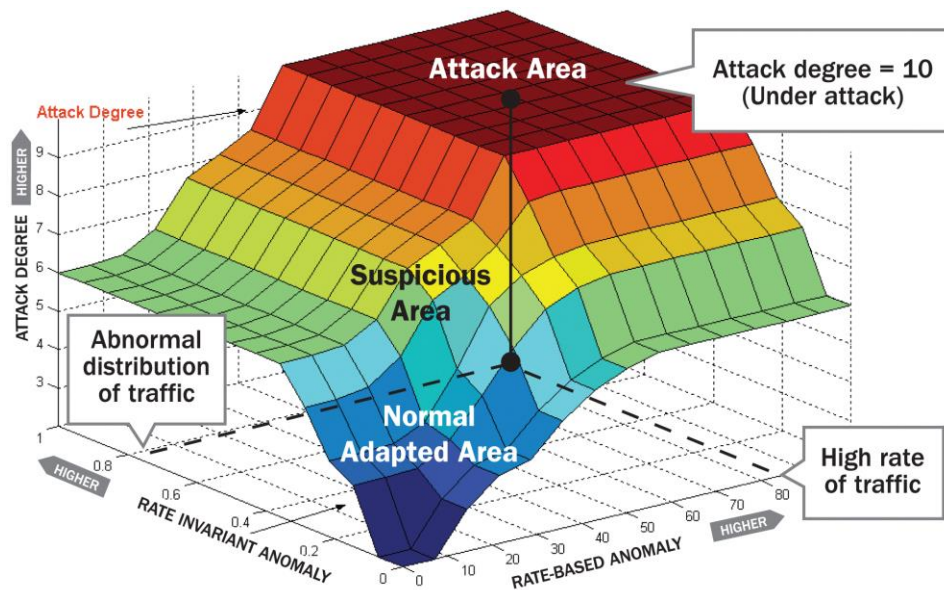 Attack Area
Attack degree = 10
(Under attack)
Attack Degree
HIGHER
ATTACK DEGREE
9
8
7
6
5
4
3
Suspicious
Area
Abnormal
distribution
of traffic
Normal
Adapted Area
High rate
of traffic
1
0.8
0.6
0.4
0.2
0
HIGHER
RATE INVARIANT ANOMALY
0
10
20
30
40
50
60
70
80
HIGHER
RATE-BASED ANOMALY